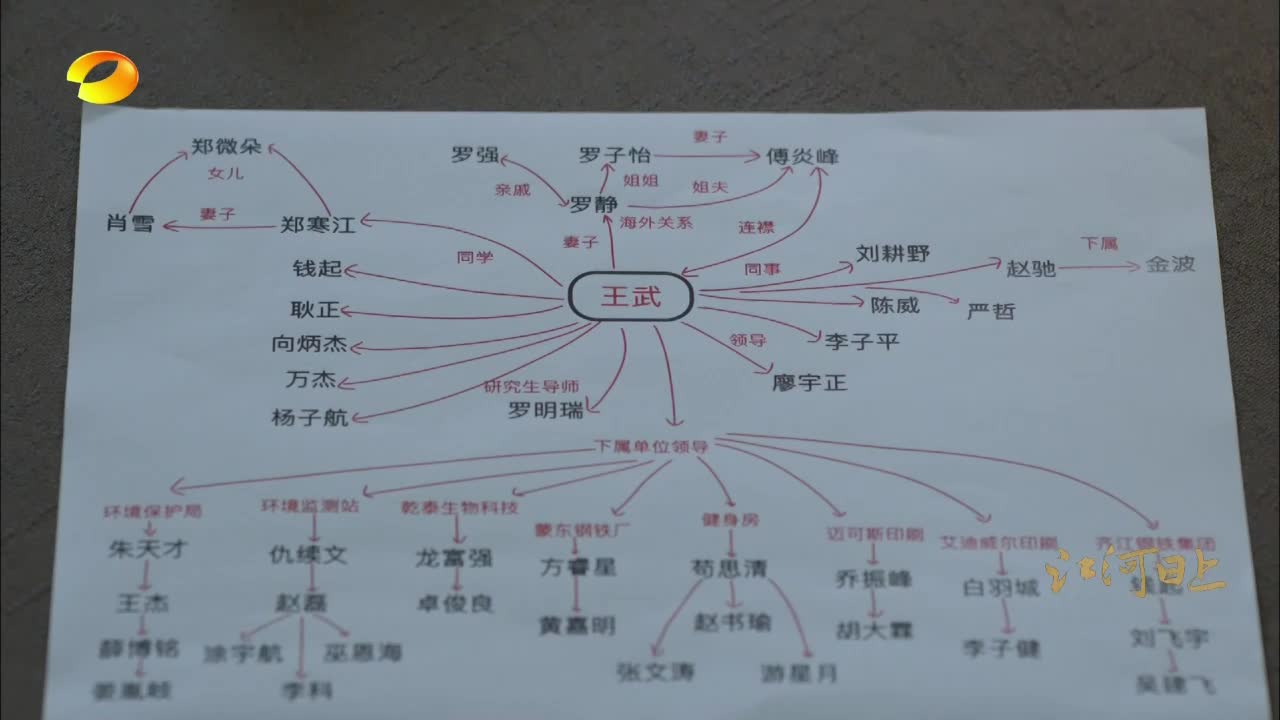 郑微朵
罗强
罗子怡
妻子
傅炎峰
女儿
亲戚
姐姐
姐夫
肖雪
妻子
郑寒江
罗静
海外关系
妻子
连襟
同学
同事
刘耕野
下属
钱起
王武
赵驰
金波
耿正
陈威
严哲
向炳杰
领导
李子平
万杰
研究生导师
廖宇正
杨子航
罗明瑞
下属单位领导
环境保护局
环境监测站
乾泰生物科技
蒙东钢铁厂
健身房
迈可斯印刷
艾迪威尔印刷
齐江钢铁集团
朱天才
仇续文
龙富强
方睿星
苟思清
乔振峰
白羽城
江河日上
王杰
赵磊
卓俊良
黄嘉明
赵书瑜
胡大霖
李子健
刘飞宇
薛博铭
涂宇航
巫恩海
张文涛
游星月
吴建飞
李科